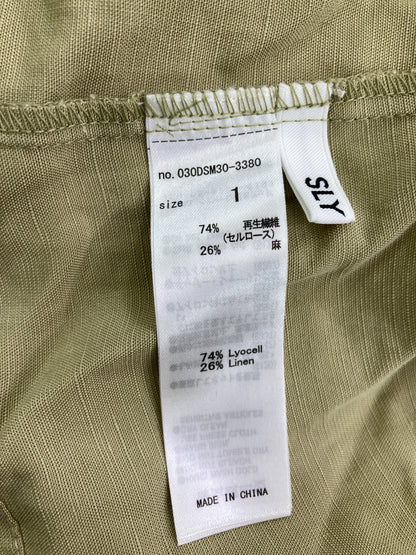 no. 030DSM30-3380
size 1
74% 再生繊維
(セルロース)
26% 麻
74% Lyocell
26% Linen
MADE IN CHINA
SLY